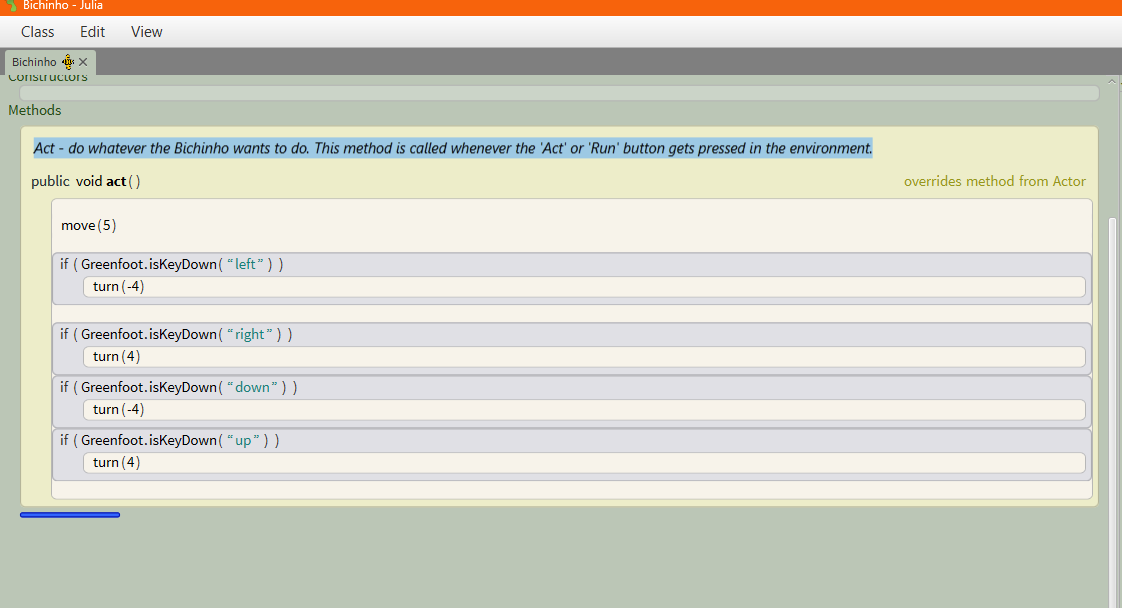 Bichinho - Julia
Class Edit View
Bichinho
Constructors
Methods
Act - do whatever the Bichinho wants to do. This method is called whenever the 'Act' or 'Run' button gets pressed in the environment.
public void act() overrides method from Actor
move(5)
if ( Greenfoot.isKeyDown( “left” ) )
turn(-4)
if ( Greenfoot.isKeyDown( “right” ) )
turn(4)
if ( Greenfoot.isKeyDown( “down” ) )
turn(-4)
if ( Greenfoot.isKeyDown( “up” ) )
turn(4)